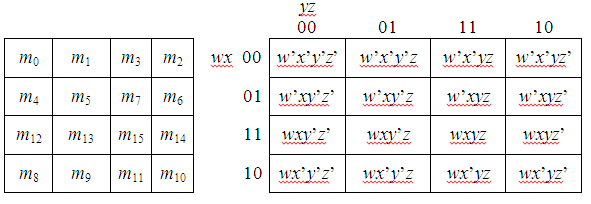 m₀ m₁ m₃ m₂
m₄ m₅ m₇ m₆
m₁₂ m₁₃ m₁₅ m₁₄
m₈ m₉ m₁₁ m₁₀
yz
00 01 11 10
wx 00 w’x’y’z’ w’x’y’z w’x’yz w’x’yz’
01 w’xy’z’ w’xy’z w’xyz w’xyz’
11 wxy’z’ wxy’z wxyz wxyz’
10 wx’y’z’ wx’y’z wx’yz wx’yz’